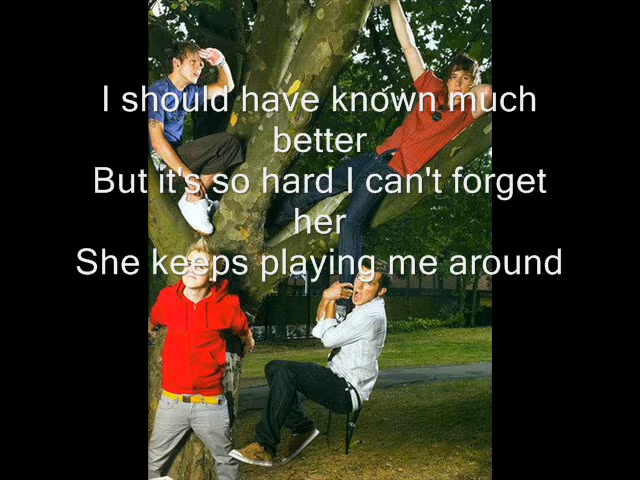 I should have known much
better
But it's so hard I can't forget
her
She keeps playing me around